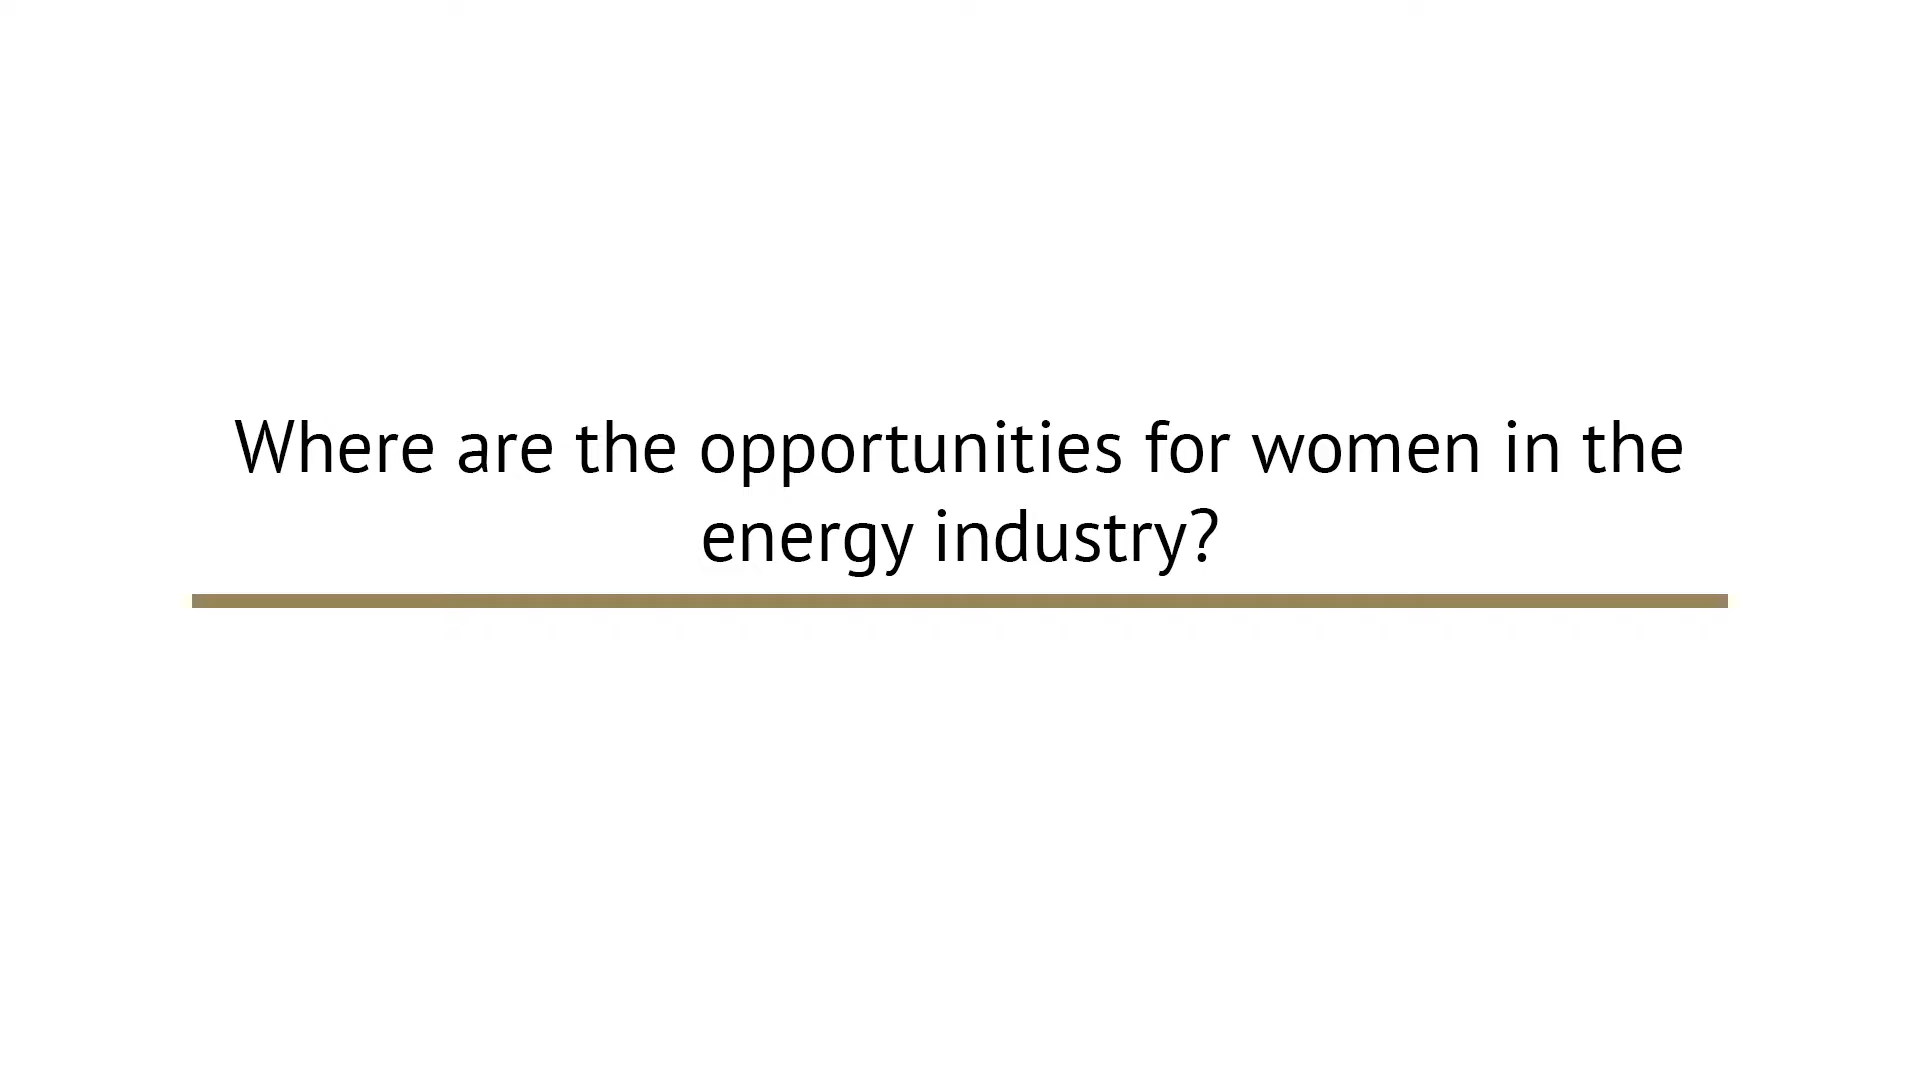 Where are the opportunities for women in the
energy industry?